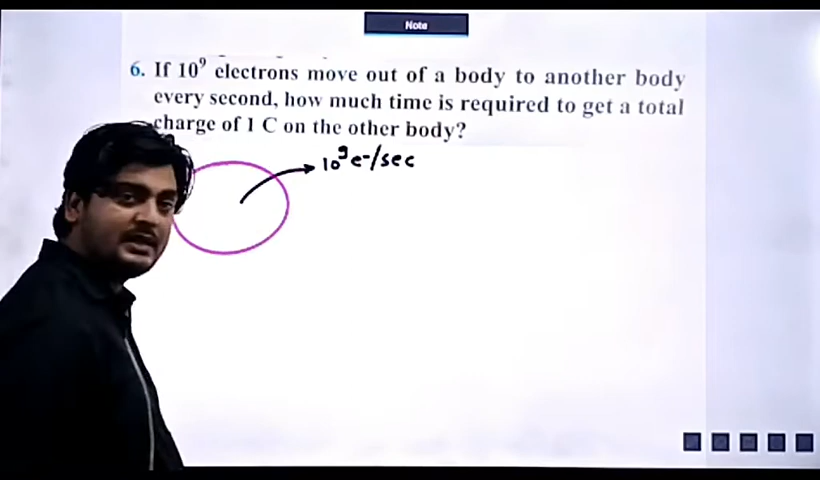 Note
6. If 10⁹ electrons move out of a body to another body
every second, how much time is required to get a total
charge of 1 C on the other body?
10⁹e⁻/sec